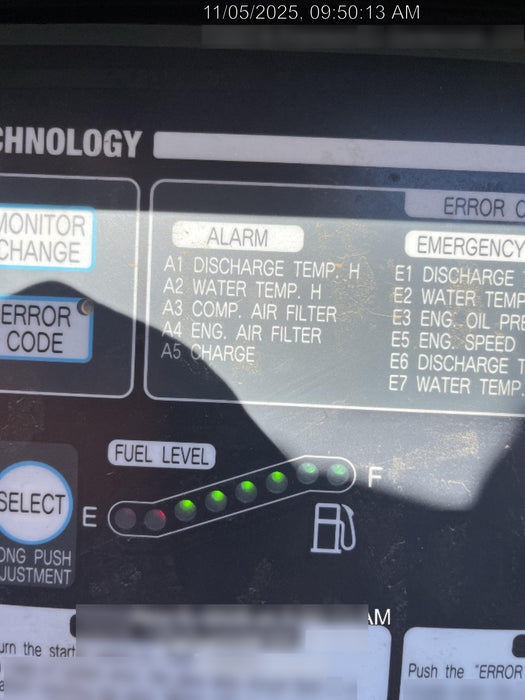 11/05/2025, 09:50:13 AM
CHNOLOGY
MONITOR
CHANGE
ERROR
CODE
ERROR
ALARM
A1 DISCHARGE TEMP. H
A2 WATER TEMP. H
A3 COMP. AIR FILTER
A4 ENG. AIR FILTER
A5 CHARGE
EMERGENCY
E1 DISCHARGE
E2 WATER TEMP
E3 ENG. OIL PRE
E5 ENG. SPEED
E6 DISCHARGE T
E7 WATER TEMP.
FUEL LEVEL
E
F
SELECT
ONG PUSH
JUSTMENT
AM
urn the start
Push the "ERROR